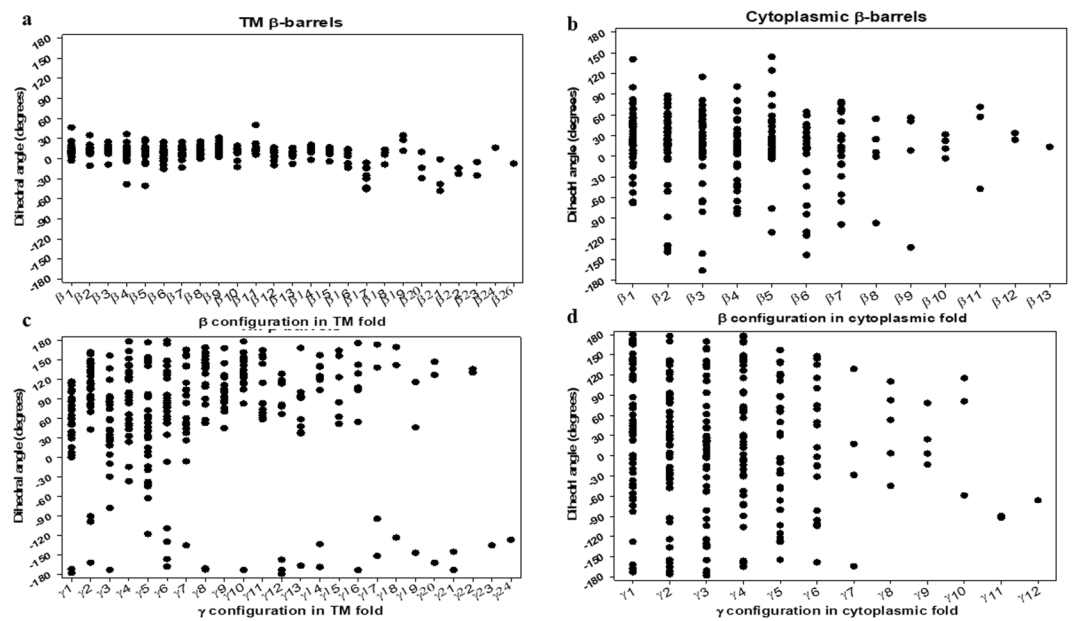 a
TM β-barrels
Dihedral angle (degrees)
180
150
120
90
60
30
0
-30
-60
-90
-120
-150
-180
β1 β2 β3 β4 β5 β6 β7 β8 β9 β10 β11 β12 β13 β14 β15 β16 β17 β18 β19 β20 β21 β22 β23 β24 β26
β configuration in TM fold
b
Cytoplasmic β-barrels
Dihedrl angle (degrees)
180
150
120
90
60
30
0
-30
-60
-90
-120
-150
-180
β1 β2 β3 β4 β5 β6 β7 β8 β9 β10 β11 β12 β13
β configuration in cytoplasmic fold
c
Dihedral angle (degrees)
180
150
120
90
60
30
0
-30
-60
-90
-120
-150
-180
γ1 γ2 γ3 γ4 γ5 γ6 γ7 γ8 γ9 γ10 γ11 γ12 γ13 γ14 γ15 γ16 γ17 γ18 γ19 γ20 γ21 γ22 γ23 γ24
γ configuration in TM fold
d
Dihedrl angle (degrees)
180
150
120
90
60
30
0
-30
-60
-90
-120
-150
-180
γ1 γ2 γ3 γ4 γ5 γ6 γ7 γ8 γ9 γ10 γ11 γ12
γ configuration in cytoplasmic fold